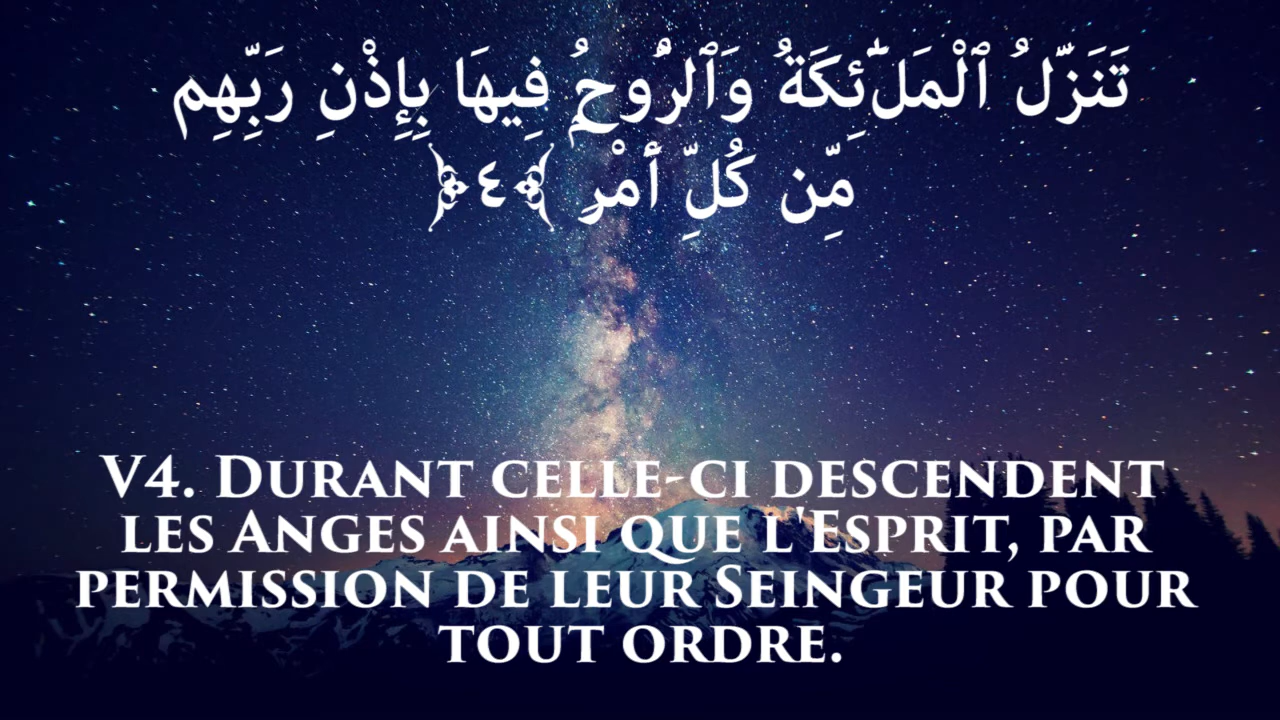 تَنَزَّلُ ٱلْمَلَـٰٓئِكَةُ وَٱلرُّوحُ فِيهَا بِإِذْنِ رَبِّهِم
مِّن كُلِّ أَمْرٍۢ ﴿٤﴾
V4. Durant celle-ci descendent
les Anges ainsi que l'Esprit, par
permission de leur Seingeur pour
tout ordre.